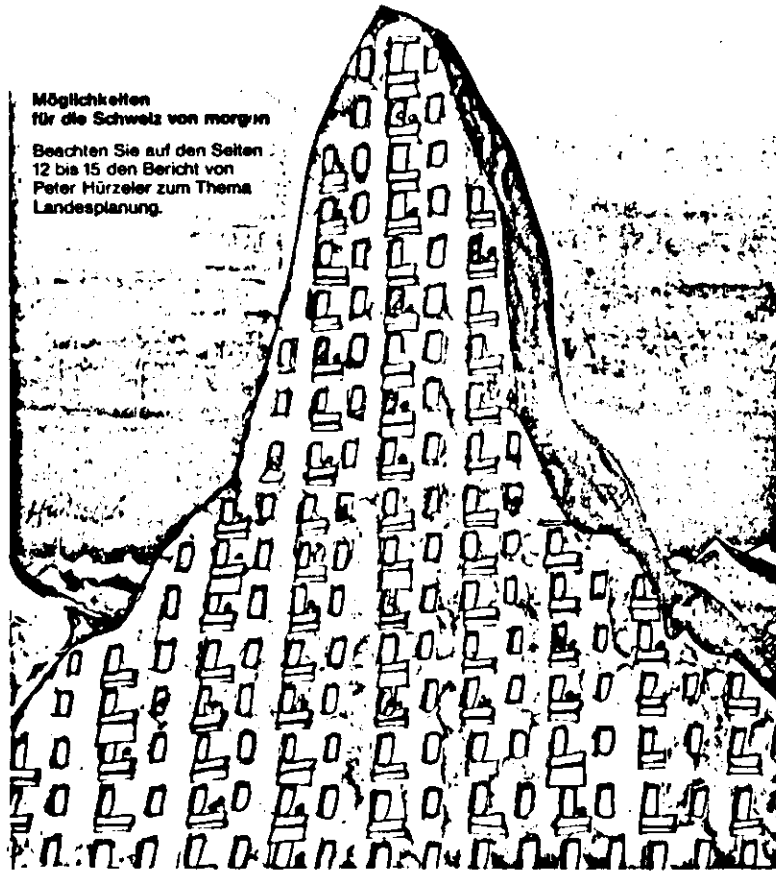 Möglichkeiten
für die Schweiz von morgen
Beachten Sie auf den Seiten
12 bis 15 den Bericht von
Peter Hürzeler zum Thema
Landesplanung.